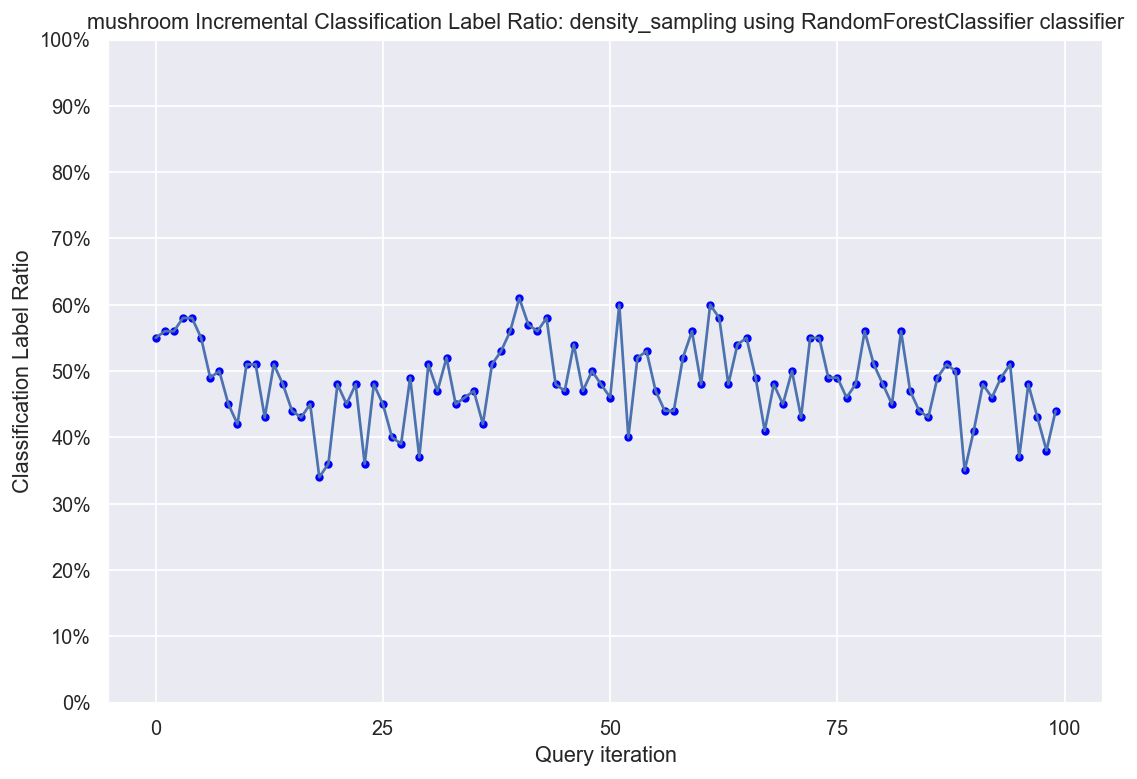 mushroom Incremental Classification Label Ratio: density_sampling using RandomForestClassifier classifier
100%
90%
80%
70%
60%
50%
40%
30%
20%
10%
0%
Classification Label Ratio
0 25 50 75 100
Query iteration